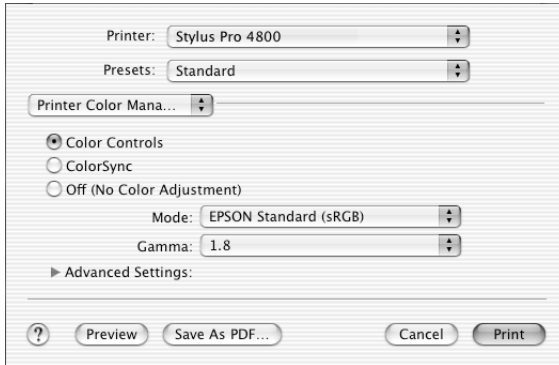 Printer: Stylus Pro 4800
Presets: Standard
Printer Color Mana...
Color Controls
ColorSync
Off (No Color Adjustment)
Mode: EPSON Standard (sRGB)
Gamma: 1.8
Advanced Settings:
? Preview Save As PDF... Cancel Print